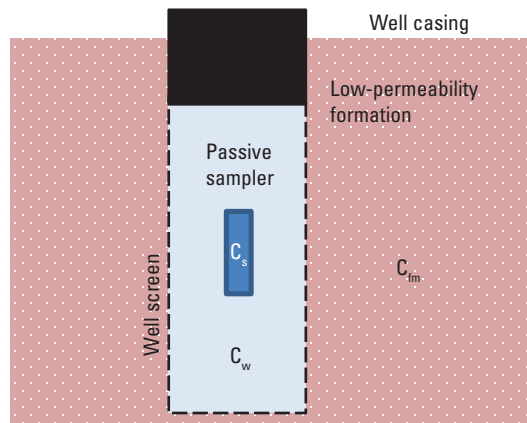 Well casing
Low-permeability
formation
Passive
sampler
Cs
Well screen
Cfm
Cw